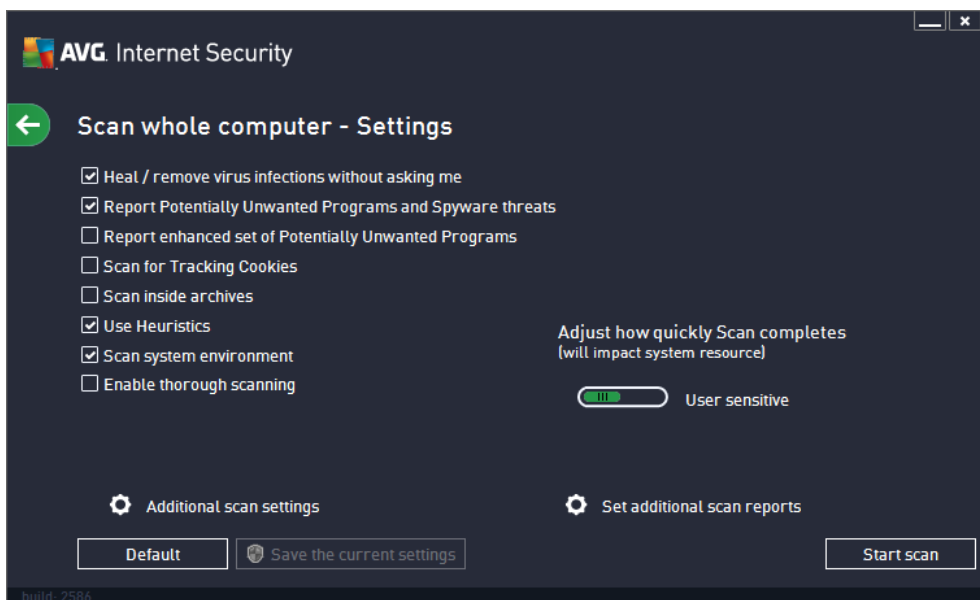 AVG. Internet Security
Scan whole computer - Settings
Heal / remove virus infections without asking me
Report Potentially Unwanted Programs and Spyware threats
Report enhanced set of Potentially Unwanted Programs
Scan for Tracking Cookies
Scan inside archives
Use Heuristics
Scan system environment
Enable thorough scanning
Adjust how quickly Scan completes
(will impact system resource)
User sensitive
Additional scan settings
Set additional scan reports
Default
Save the current settings
Start scan
build- 2586